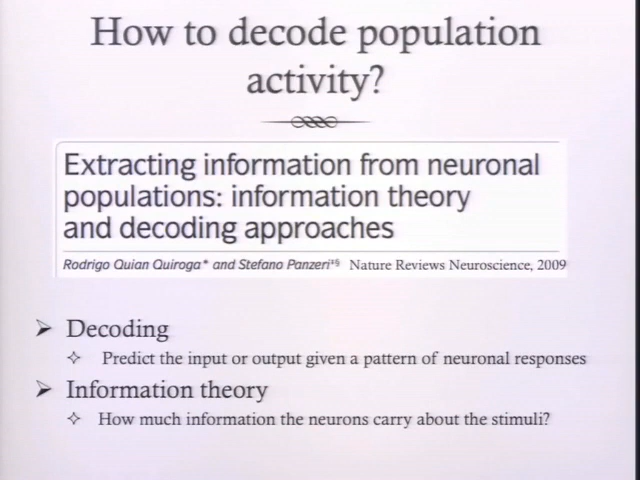 How to decode population
activity?
Extracting information from neuronal
populations: information theory
and decoding approaches
Rodrigo Quian Quiroga* and Stefano Panzeri‡§ Nature Reviews Neuroscience, 2009
Decoding
Predict the input or output given a pattern of neuronal responses
Information theory
How much information the neurons carry about the stimuli?